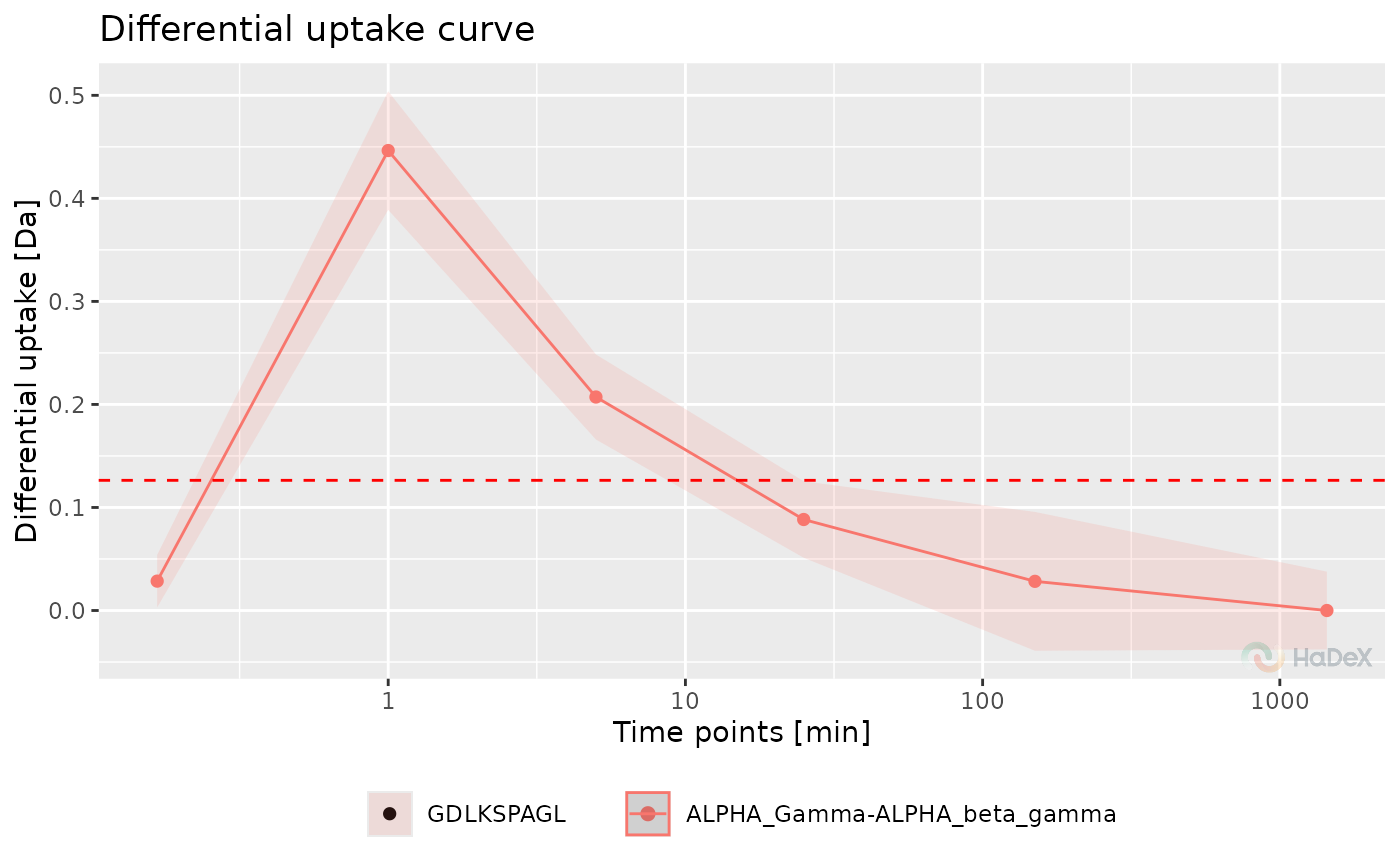 Differential uptake curve
Differential uptake [Da]
0.5
0.4
0.3
0.2
0.1
0.0
HaDeX
1 10 100 1000
Time points [min]
GDLKSPAGL ALPHA_Gamma-ALPHA_beta_gamma